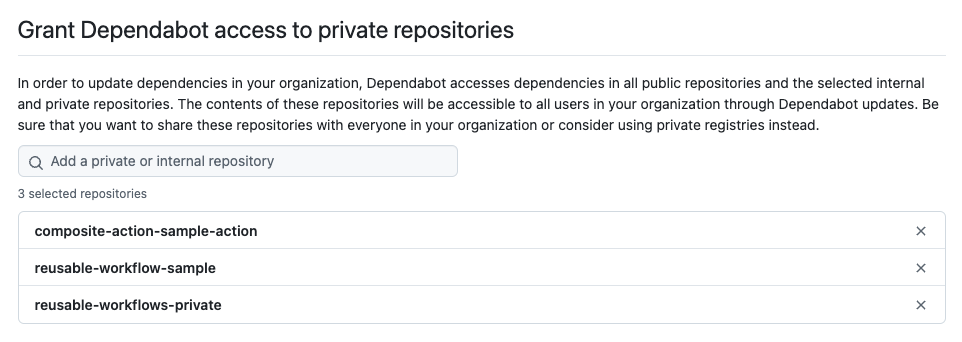 Grant Dependabot access to private repositories
In order to update dependencies in your organization, Dependabot accesses dependencies in all public repositories and the selected internal
and private repositories. The contents of these repositories will be accessible to all users in your organization through Dependabot updates. Be
sure that you want to share these repositories with everyone in your organization or consider using private registries instead.
Add a private or internal repository
3 selected repositories
composite-action-sample-action
reusable-workflow-sample
reusable-workflows-private